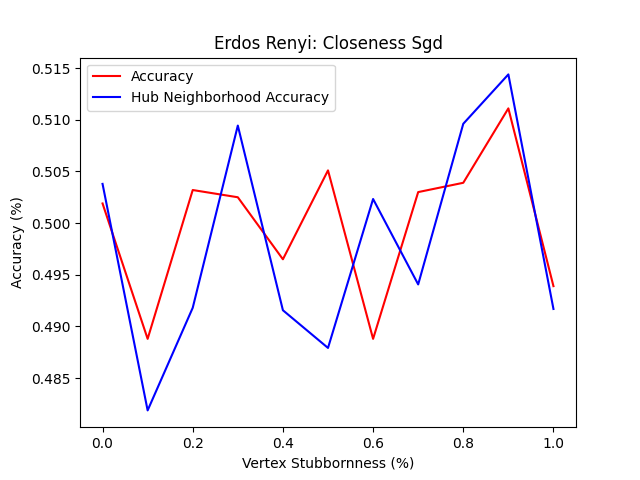 Erdos Renyi: Closeness Sgd
Accuracy
Hub Neighborhood Accuracy
0.515
0.510
0.505
0.500
0.495
0.490
0.485
Accuracy (%)
0.0 0.2 0.4 0.6 0.8 1.0
Vertex Stubbornness (%)